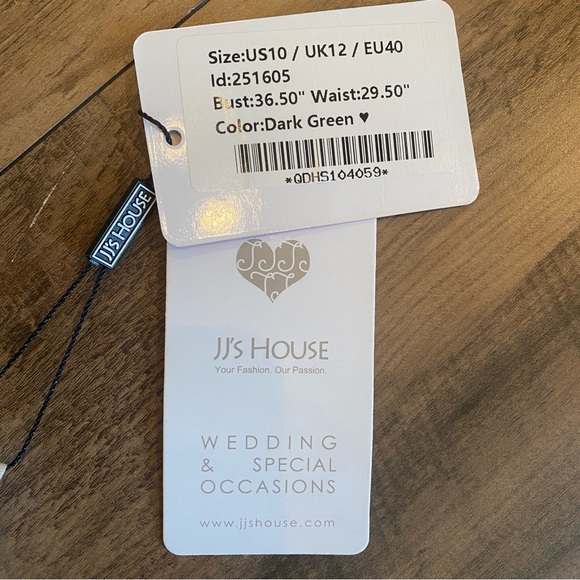 Size:US10 / UK12 / EU40
Id:251605
Bust:36.50" Waist:29.50"
Color:Dark Green ♥
*QDHS104059*
JJ'S HOUSE
JJ'S HOUSE
Your Fashion. Our Passion.
WEDDING
& SPECIAL
OCCASIONS
www.jjshouse.com